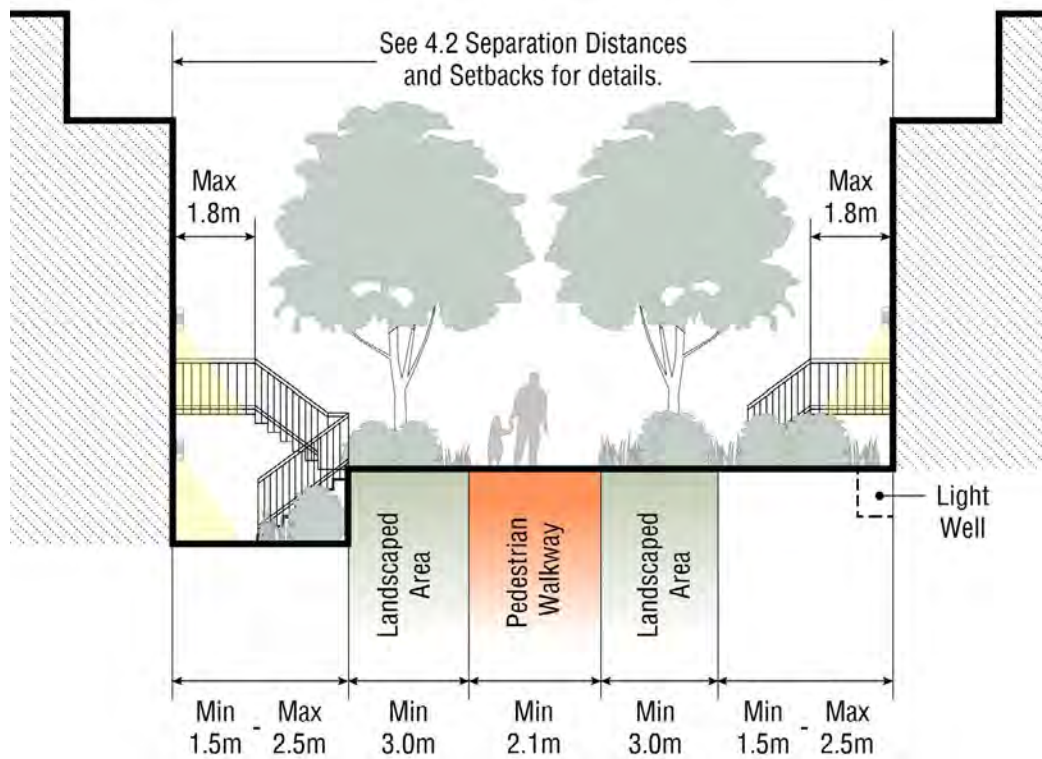 See 4.2 Separation Distances
and Setbacks for details.
Max
1.8m
Max
1.8m
Light
Well
Landscaped
Area
Pedestrian
Walkway
Landscaped
Area
Min - Max
1.5m 2.5m
Min
3.0m
Min
2.1m
Min
3.0m
Min - Max
1.5m 2.5m